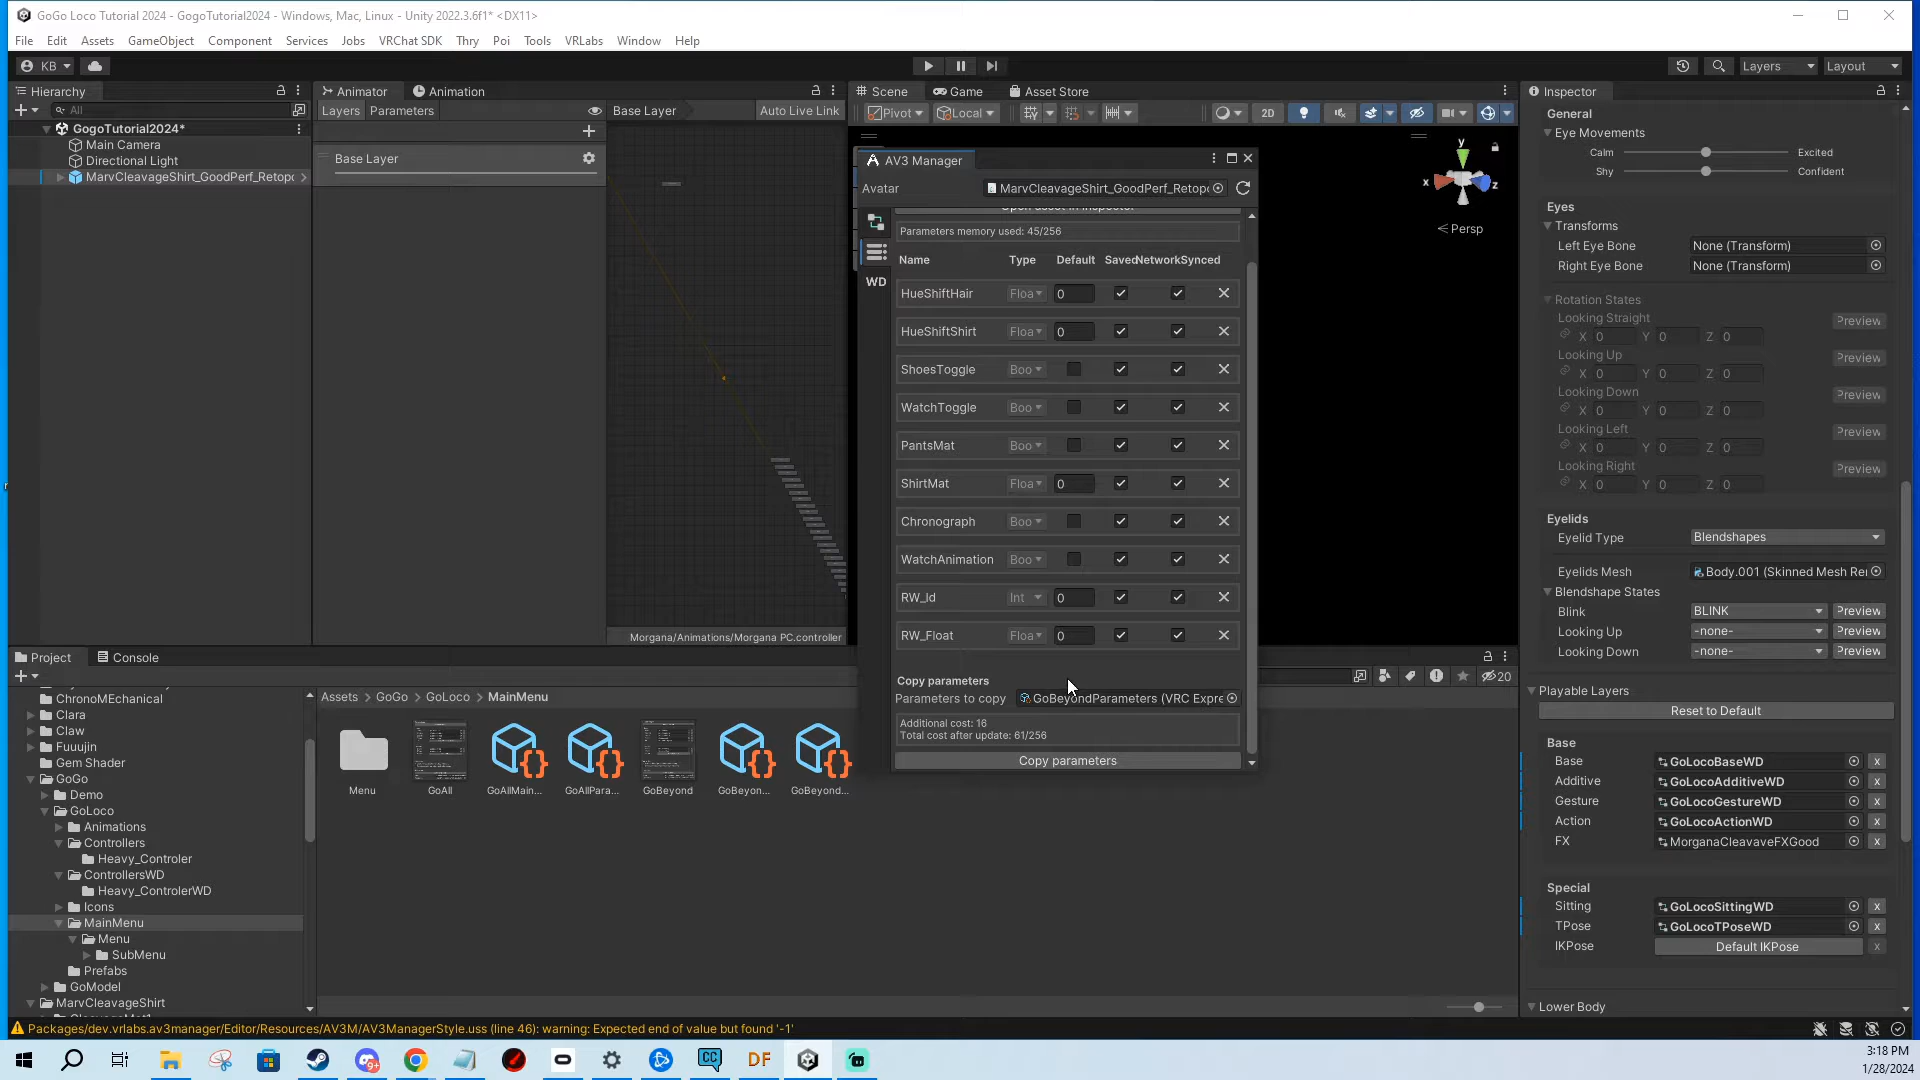 GoGo Loco Tutorial 2024 - GogoTutorial2024 - Windows, Mac, Linux - Unity 2022.3.6f1* <DX11>
File Edit Assets GameObject Component Services Jobs VRChat SDK Thry Poi Tools VRLabs Window Help
KB Layers Layout
Hierarchy
All
GogoTutorial2024*
Main Camera
Directional Light
MarvCleavageShirt_GoodPerf_Retopo
Animator Animation
Layers Parameters Base Layer Auto Live Link
Base Layer
Morgana/Animations/Morgana PC.controller
Scene Game Asset Store
Pivot Local 2D
y
x z
Persp
AV3 Manager
Avatar MarvCleavageShirt_GoodPerf_Retopo
Open asset in inspector
WD
Parameters memory used: 45/256
Name Type Default Saved NetworkSynced
HueShiftHair Floa 0
HueShiftShirt Floa 0
ShoesToggle Boo
WatchToggle Boo
PantsMat Boo
ShirtMat Floa 0
Chronograph Boo
WatchAnimation Boo
RW_Id Int 0
RW_Float Floa 0
Copy parameters
Parameters to copy GoBeyondParameters (VRC Expre
Additional cost: 16
Total cost after update: 61/256
Copy parameters
Inspector
General
Eye Movements
Calm Excited
Shy Confident
Eyes
Transforms
Left Eye Bone None (Transform)
Right Eye Bone None (Transform)
Rotation States
Looking Straight
X 0 Y 0 Z 0 Preview
Looking Up
X 0 Y 0 Z 0 Preview
Looking Down
X 0 Y 0 Z 0 Preview
Looking Left
X 0 Y 0 Z 0 Preview
Looking Right
X 0 Y 0 Z 0 Preview
Eyelids
Eyelid Type Blendshapes
Eyelids Mesh Body.001 (Skinned Mesh Rei
Blendshape States
Blink BLINK Preview
Looking Up -none- Preview
Looking Down -none- Preview
Playable Layers
Reset to Default
Base
Base GoLocoBaseWD x
Additive GoLocoAdditiveWD x
Gesture GoLocoGestureWD x
Action GoLocoActionWD x
FX MorganaCleavaveFXGood x
Special
Sitting GoLocoSittingWD x
TPose GoLocoTPoseWD x
IKPose Default IKPose x
Lower Body
Project Console
20
ChronoMEchanical
Clara
Claw
Fuuujin
Gem Shader
GoGo
Demo
GoLoco
Animations
Controllers
Heavy_Controler
ControllersWD
Heavy_ControlerWD
Icons
MainMenu
Menu
SubMenu
Prefabs
GoModel
MarvCleavageShirt
Assets GoGo GoLoco MainMenu
Menu GoAll GoAllMain... GoAllPara... GoBeyond GoBeyon... GoBeyond...
Packages/dev.vrlabs.av3manager/Editor/Resources/AV3M/AV3ManagerStyle.uss (line 46): warning: Expected end of value but found '-1'
CC DF
3:18 PM
1/28/2024